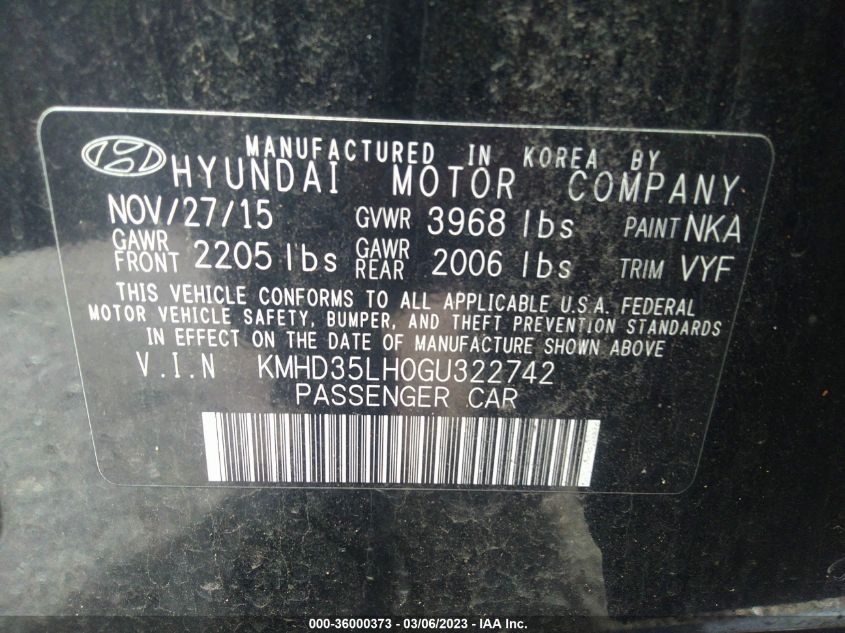 MANUFACTURED IN KOREA BY
HYUNDAI MOTOR COMPANY
NOV/27/15 GVWR 3968 lbs PAINT NKA
GAWR FRONT 2205 lbs GAWR REAR 2006 lbs TRIM VYF
THIS VEHICLE CONFORMS TO ALL APPLICABLE U.S.A. FEDERAL
MOTOR VEHICLE SAFETY, BUMPER, AND THEFT PREVENTION STANDARDS
IN EFFECT ON THE DATE OF MANUFACTURE SHOWN ABOVE
V.I.N KMHD35LH0GU322742
PASSENGER CAR
000-36000373 - 03/06/2023 - IAA Inc.